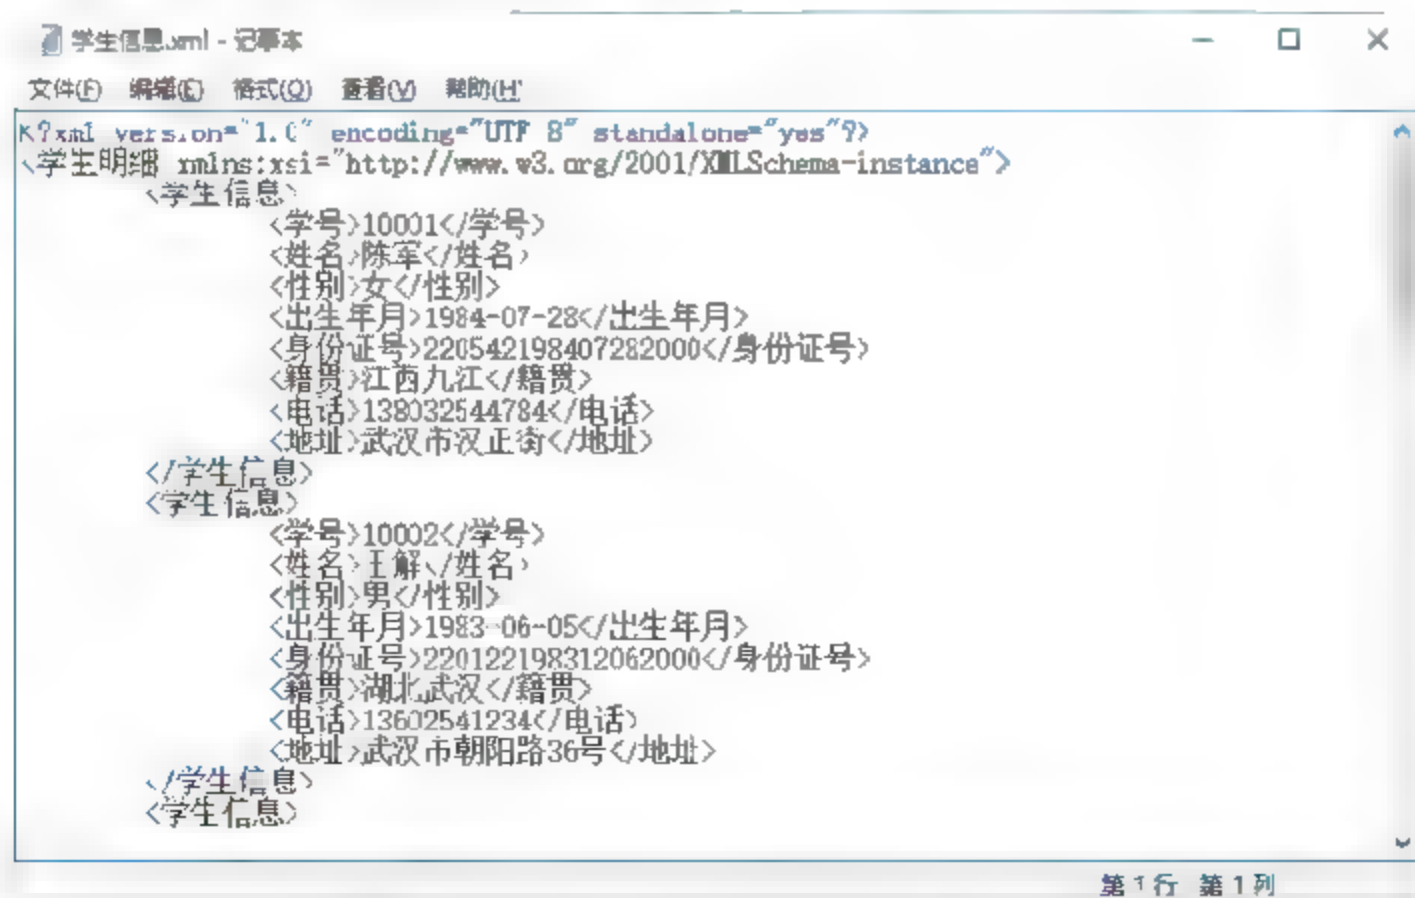 学生信息.xml - 记事本
文件(F) 编辑(E) 格式(O) 查看(V) 帮助(H)
<?xml version="1.0" encoding="UTF-8" standalone="yes"?>
<学生明细 xmlns:xsi="http://www.w3.org/2001/XMLSchema-instance">
<学生信息>
<学号>10001</学号>
<姓名>陈军</姓名>
<性别>女</性别>
<出生年月>1984-07-28</出生年月>
<身份证号>220542198407282000</身份证号>
<籍贯>江西九江</籍贯>
<电话>138032544784</电话>
<地址>武汉市汉正街</地址>
</学生信息>
<学生信息>
<学号>10002</学号>
<姓名>王解</姓名>
<性别>男</性别>
<出生年月>1983-06-05</出生年月>
<身份证号>220122198312062000</身份证号>
<籍贯>湖北武汉</籍贯>
<电话>13602541234</电话>
<地址>武汉市朝阳路36号</地址>
</学生信息>
<学生信息>
第1行 第1列